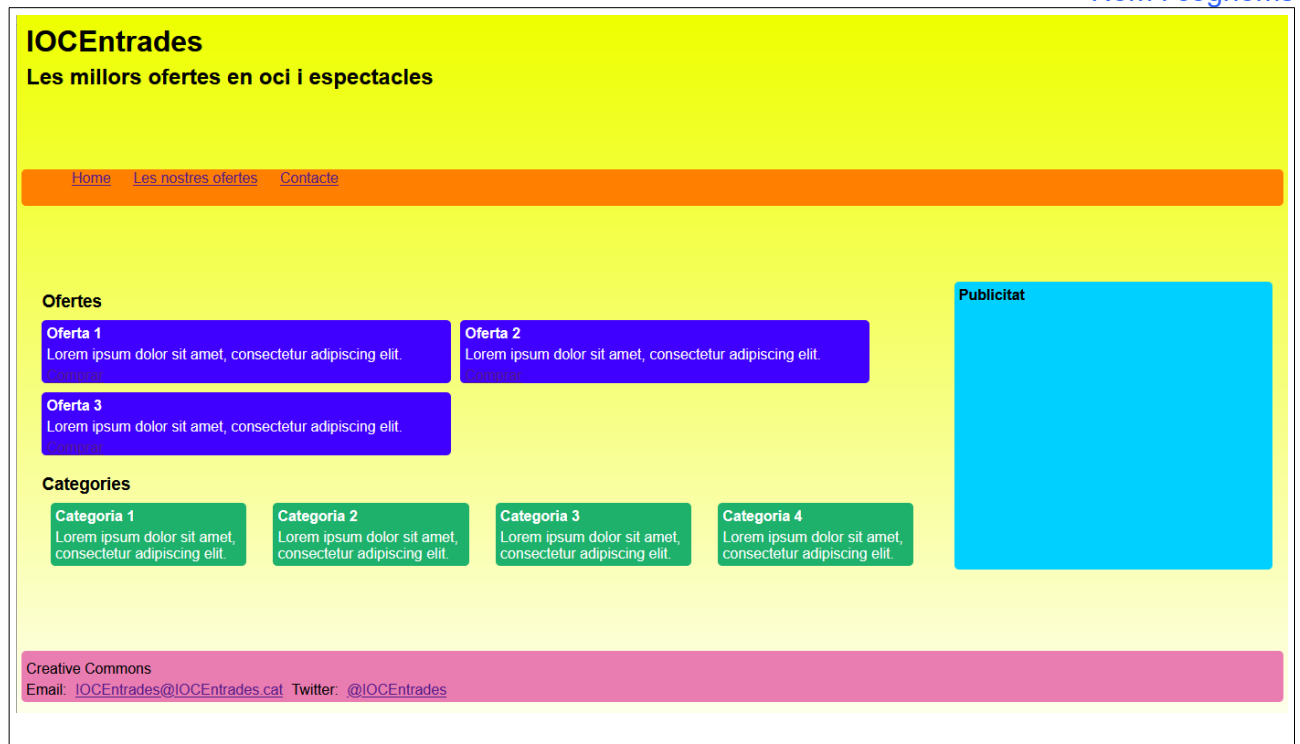 IOCEntrades
Les millors ofertes en oci i espectacles
Home Les nostres ofertes Contacte
Ofertes
Oferta 1
Lorem ipsum dolor sit amet, consectetur adipiscing elit.
Comprar
Oferta 2
Lorem ipsum dolor sit amet, consectetur adipiscing elit.
Comprar
Oferta 3
Lorem ipsum dolor sit amet, consectetur adipiscing elit.
Comprar
Categories
Categoria 1
Lorem ipsum dolor sit amet,
consectetur adipiscing elit.
Categoria 2
Lorem ipsum dolor sit amet,
consectetur adipiscing elit.
Categoria 3
Lorem ipsum dolor sit amet,
consectetur adipiscing elit.
Categoria 4
Lorem ipsum dolor sit amet,
consectetur adipiscing elit.
Publicitat
Creative Commons
Email: IOCEntrades@IOCEntrades.cat Twitter: @IOCEntrades